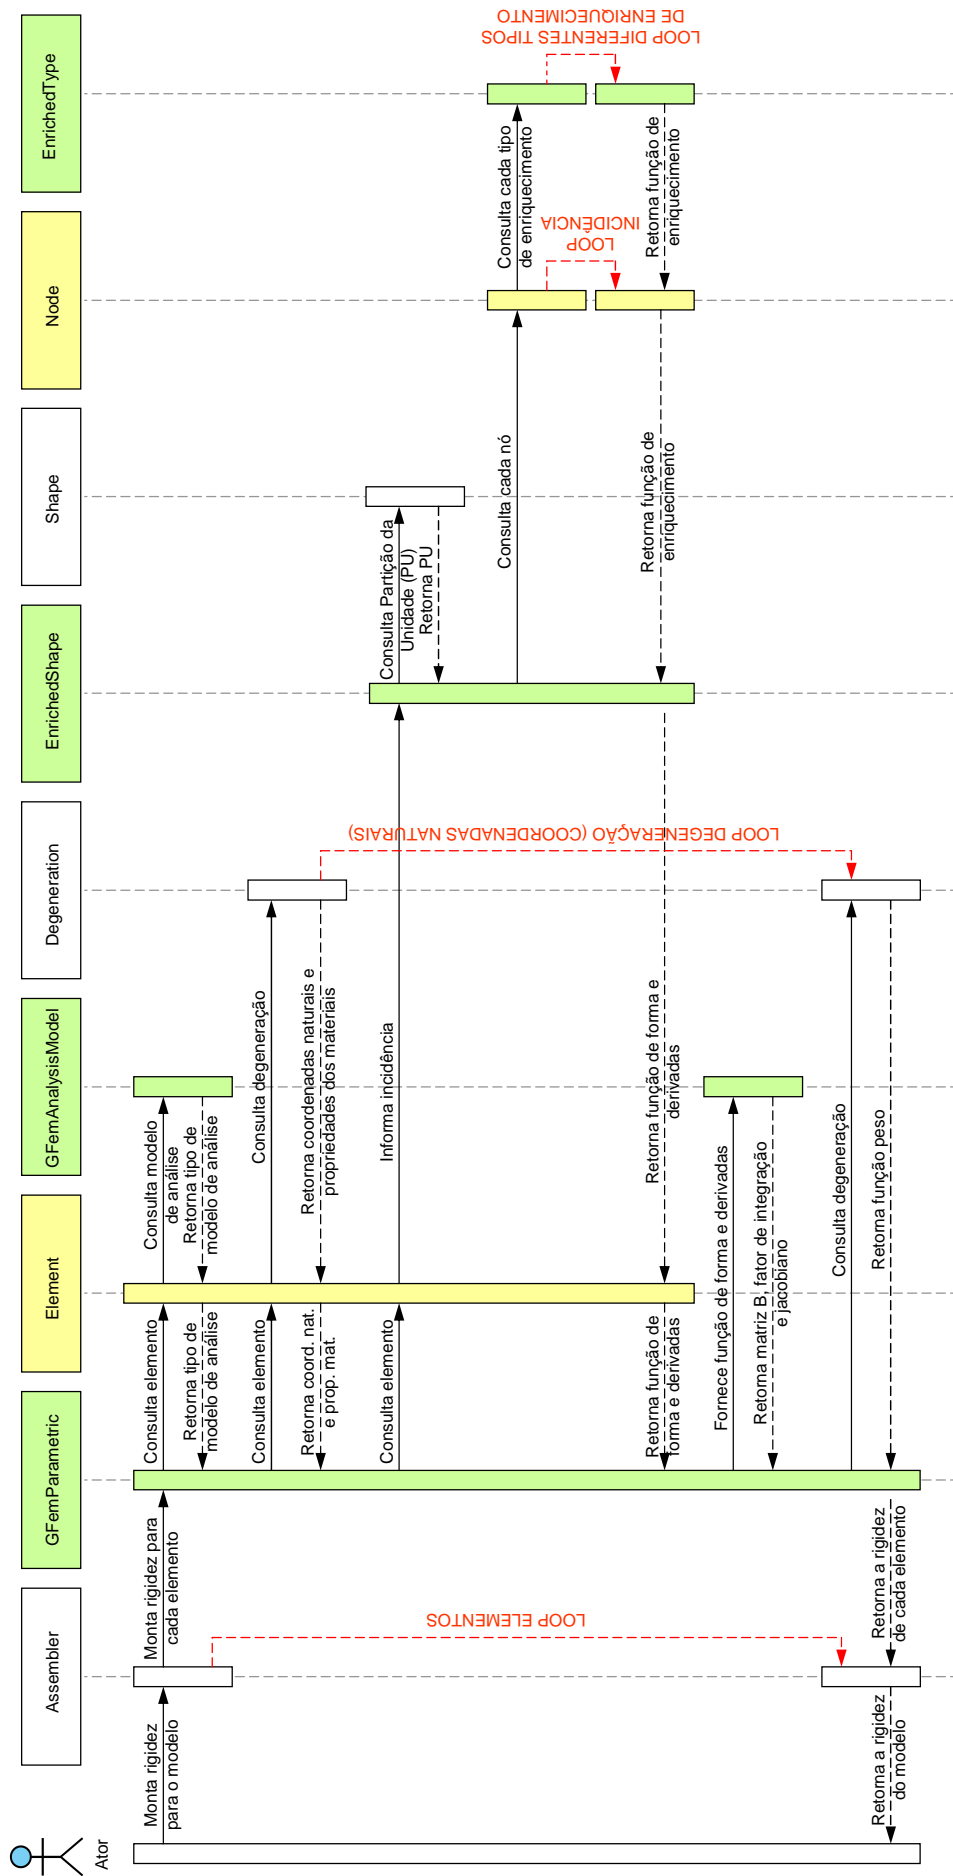 Ator
Assembler
GFemParametric
Element
GFemAnalysisModel
Degeneration
EnrichedShape
Shape
Node
EnrichedType
Monta rigidez
para o modelo
Monta rigidez para
cada elemento
Consulta elemento
Consulta modelo
de análise
Retorna tipo de
modelo de análise
Retorna tipo de
modelo de análise
Consulta elemento
Consulta degeneração
Retorna coordenadas naturais e
propriedades dos materiais
Retorna coord. nat.
e prop. mat.
Consulta elemento
Informa incidência
Consulta Partição da
Unidade (PU)
Retorna PU
Consulta cada nó
Consulta cada tipo
de enriquecimento
LOOP DIFERENTES TIPOS
DE ENRIQUECIMENTO
LOOP
INCIDÊNCIA
Retorna função de
enriquecimento
Retorna função de
enriquecimento
Retorna função de forma e
derivadas
Retorna função de
forma e derivadas
Fornece função de forma e derivadas
Retorna matriz B, fator de integração
e jacobiano
LOOP DEGENERAÇÃO (COORDENADAS NATURAIS)
Consulta degeneração
Retorna função peso
LOOP ELEMENTOS
Retorna a rigidez
de cada elemento
Retorna a rigidez
do modelo